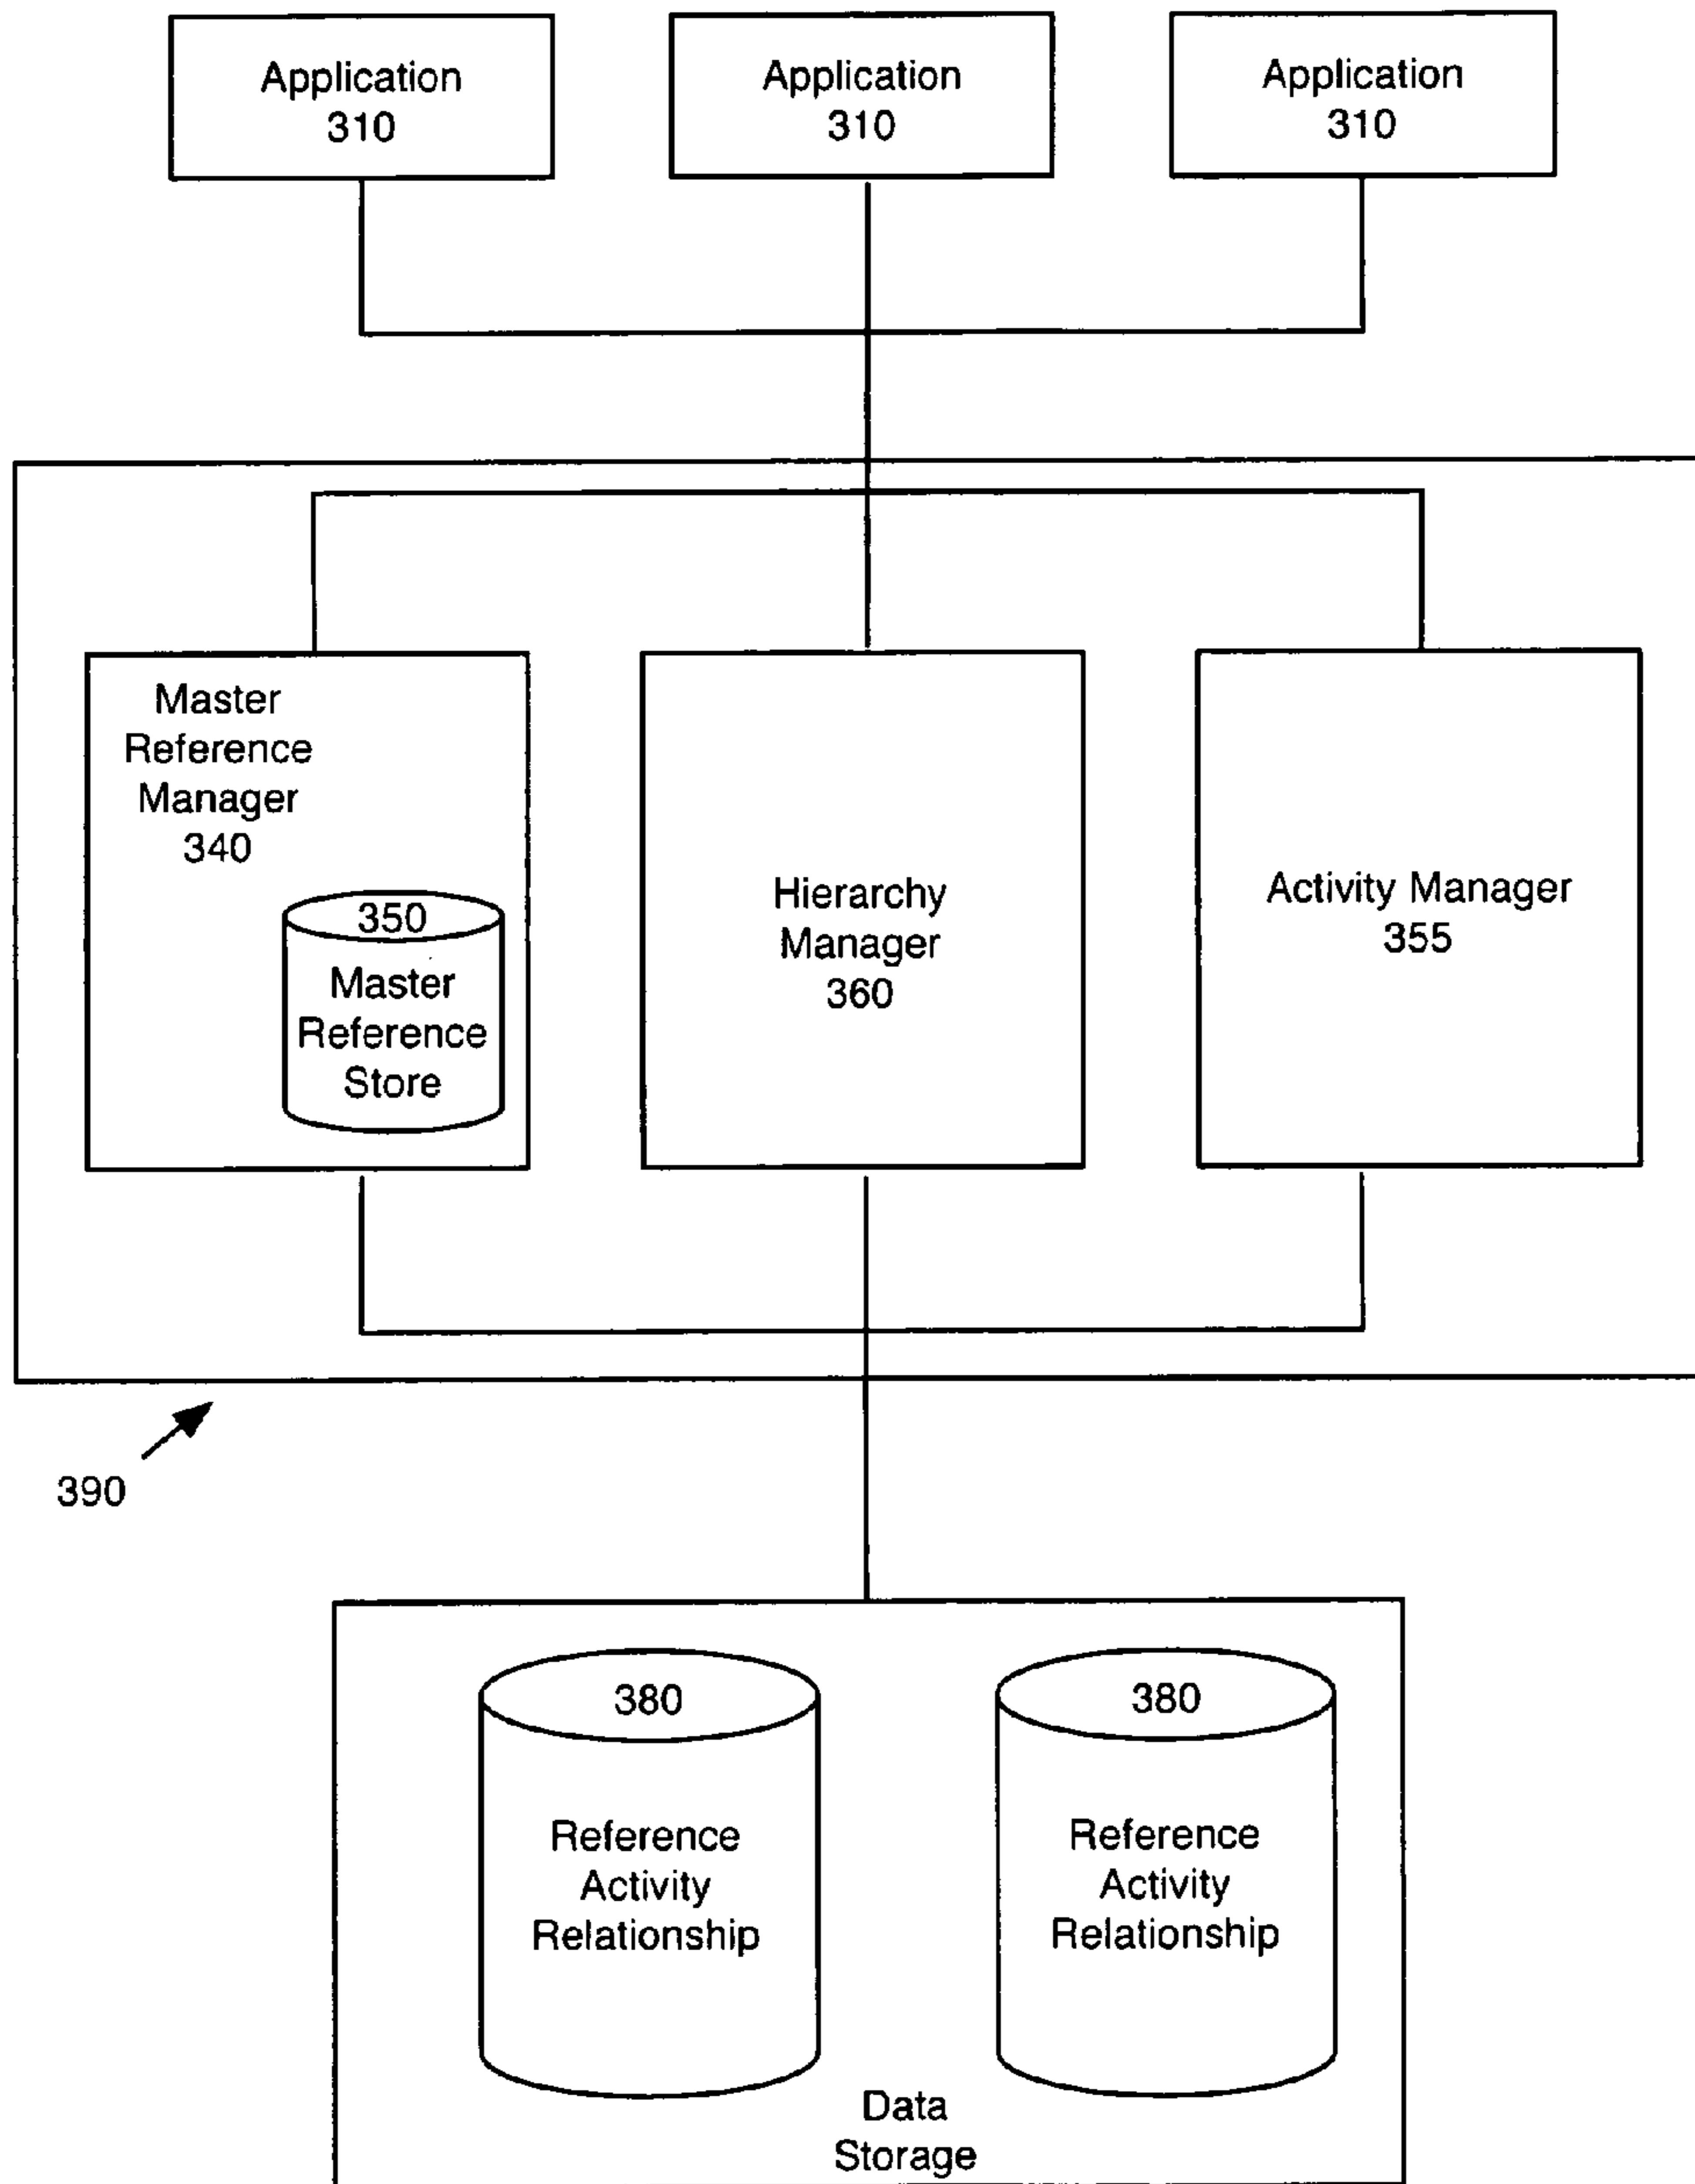 Application
310
Application
310
Application
310
Master
Reference
Manager
340
350
Master
Reference
Store
Hierarchy
Manager
360
Activity Manager
355
390
380
Reference
Activity
Relationship
380
Reference
Activity
Relationship
Data
Storage